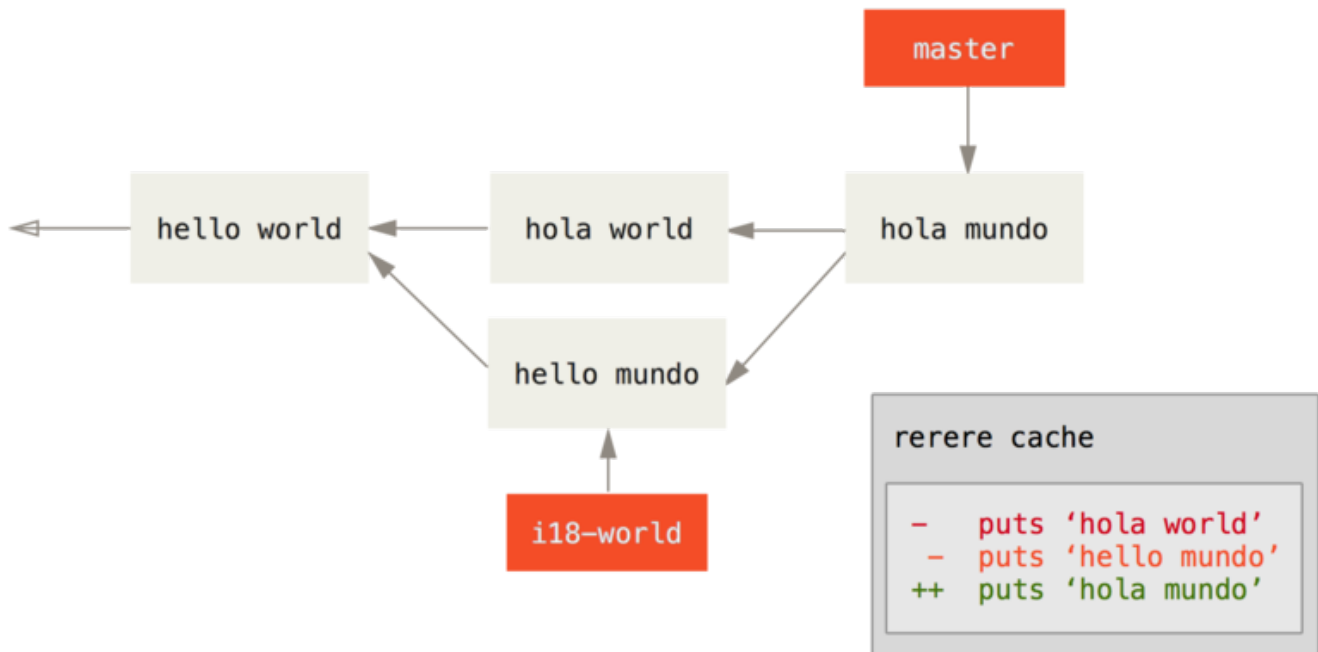 master
hello world
hola world
hola mundo
hello mundo
i18-world
rerere cache
-   puts ‘hola world’
 -  puts ‘hello mundo’
++  puts ‘hola mundo’